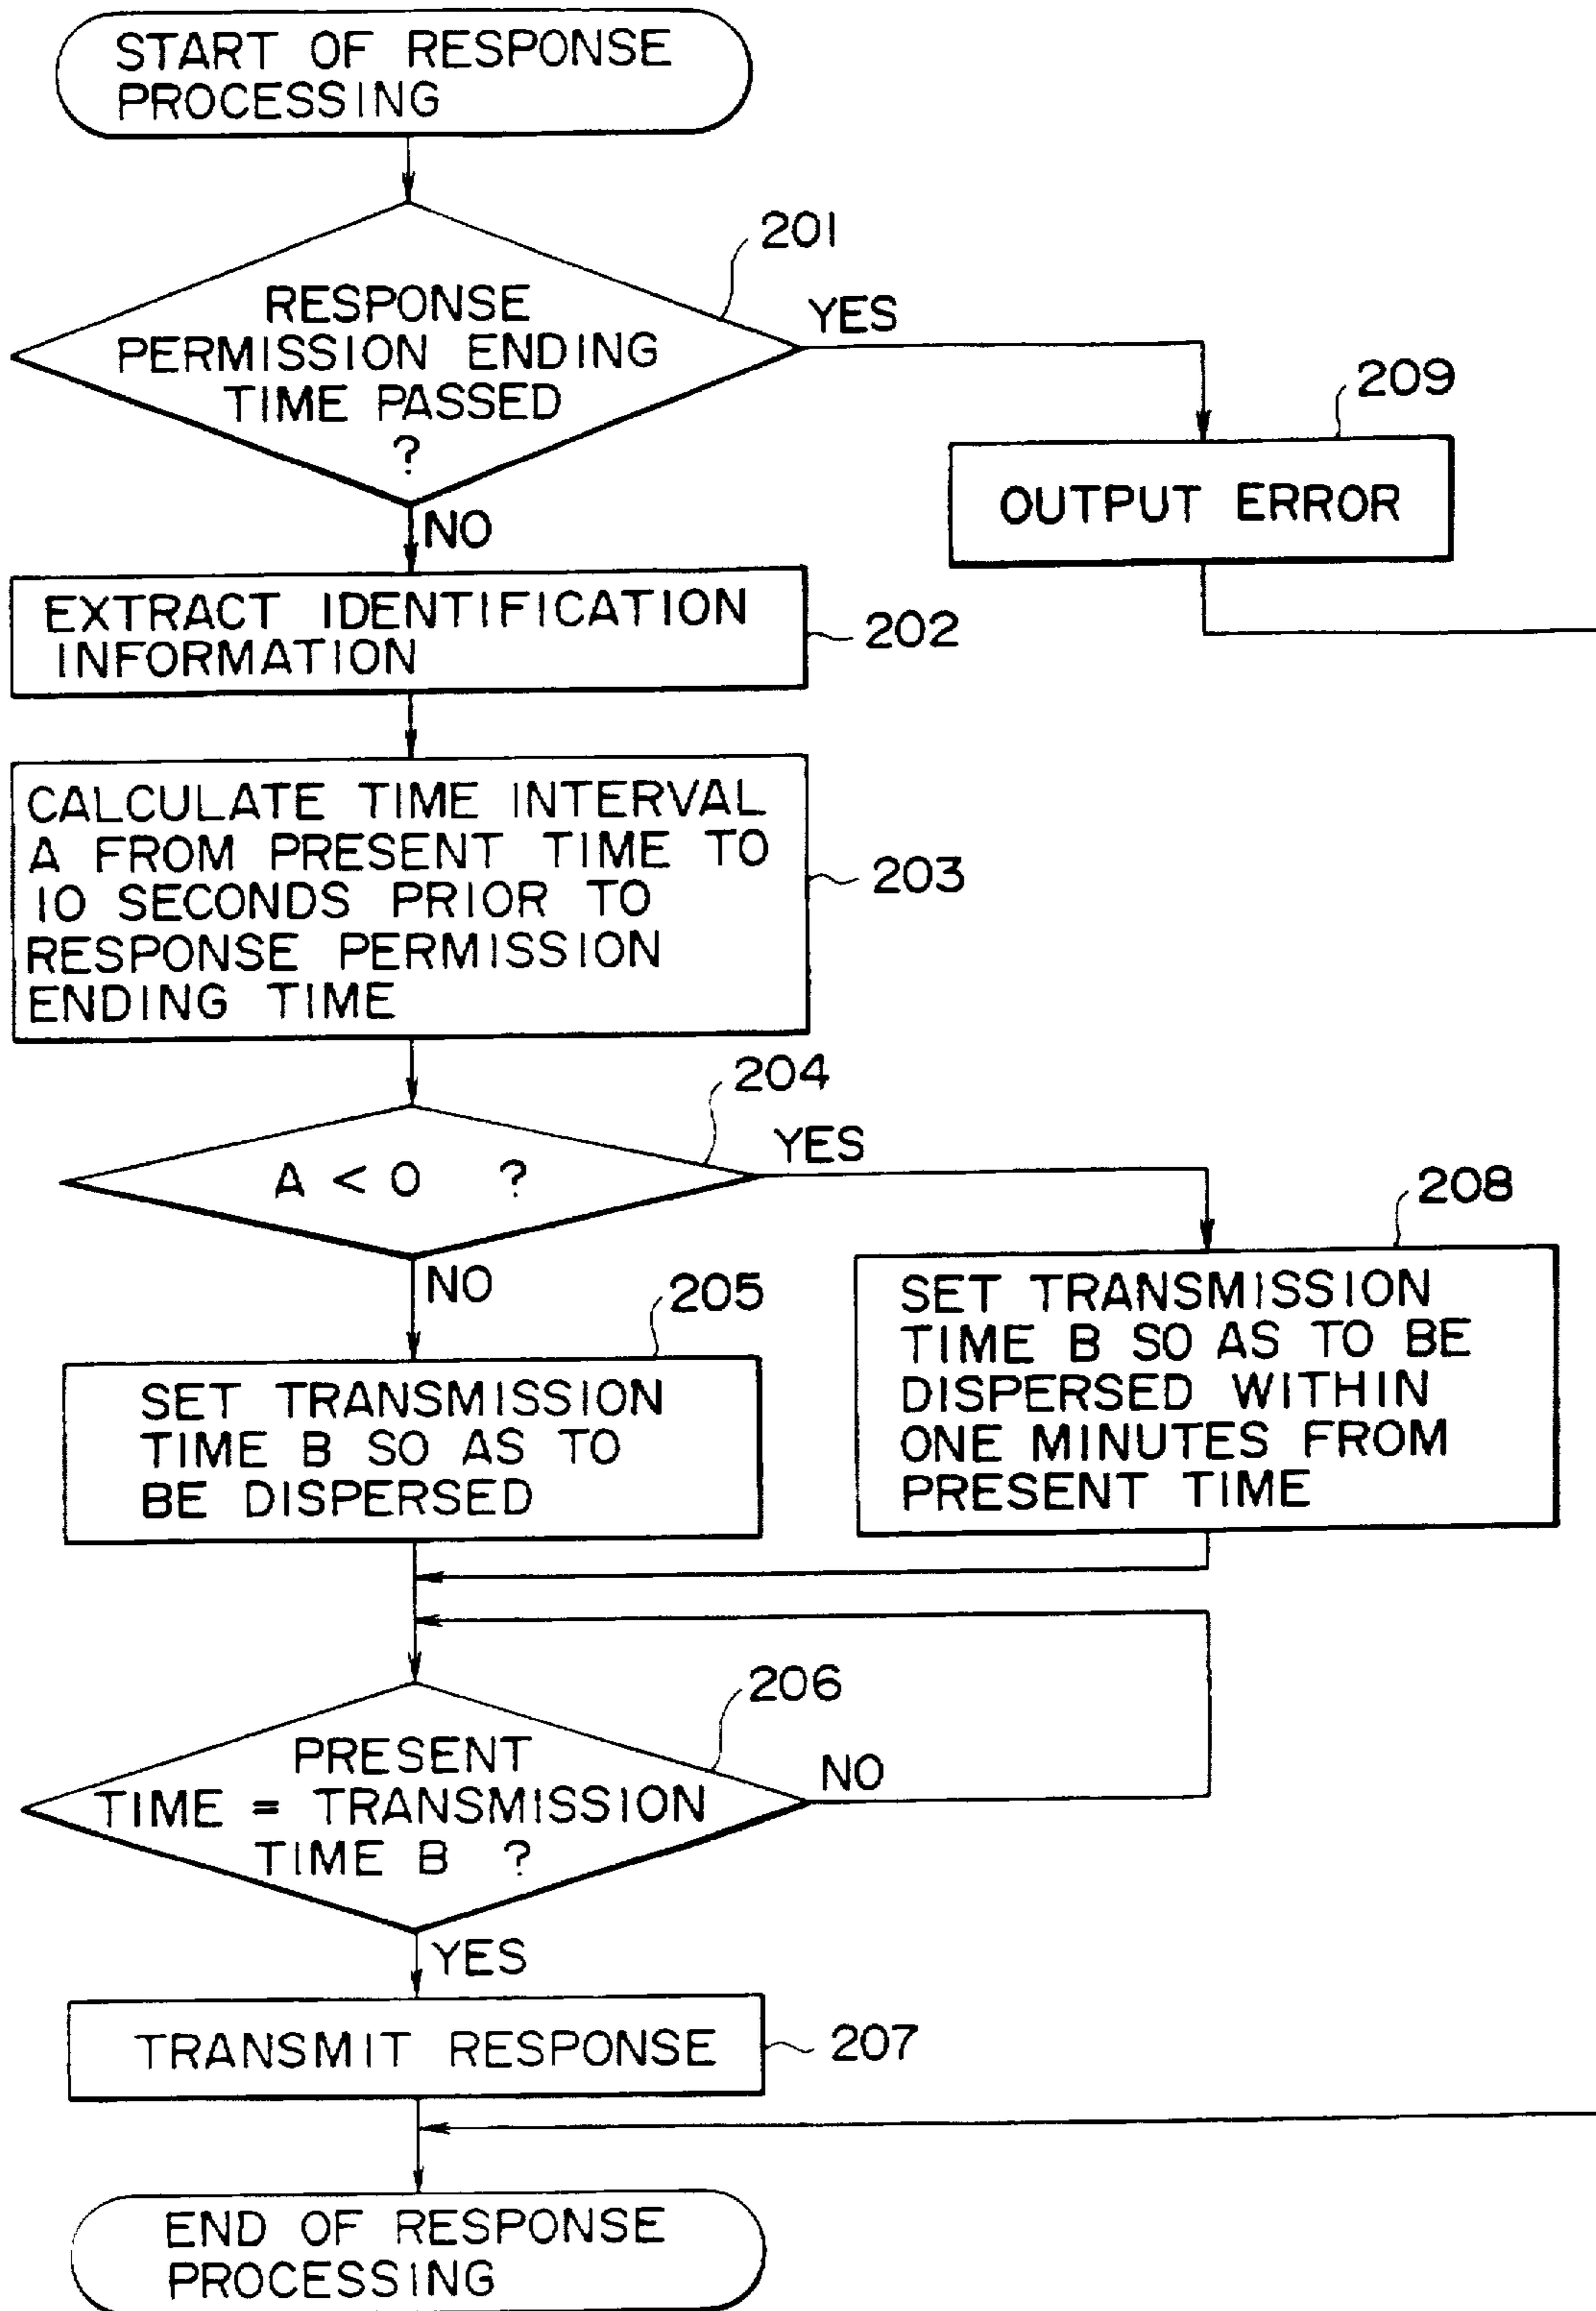 START OF RESPONSE
PROCESSING
201
RESPONSE
PERMISSION ENDING
TIME PASSED
?
YES
209
OUTPUT ERROR
NO
EXTRACT IDENTIFICATION
INFORMATION
202
CALCULATE TIME INTERVAL
A FROM PRESENT TIME TO
10 SECONDS PRIOR TO
RESPONSE PERMISSION
ENDING TIME
203
204
A < 0 ?
YES
208
NO
205
SET TRANSMISSION
TIME B SO AS TO
BE DISPERSED
SET TRANSMISSION
TIME B SO AS TO BE
DISPERSED WITHIN
ONE MINUTES FROM
PRESENT TIME
206
PRESENT
TIME = TRANSMISSION
TIME B ?
NO
YES
TRANSMIT RESPONSE
207
END OF RESPONSE
PROCESSING